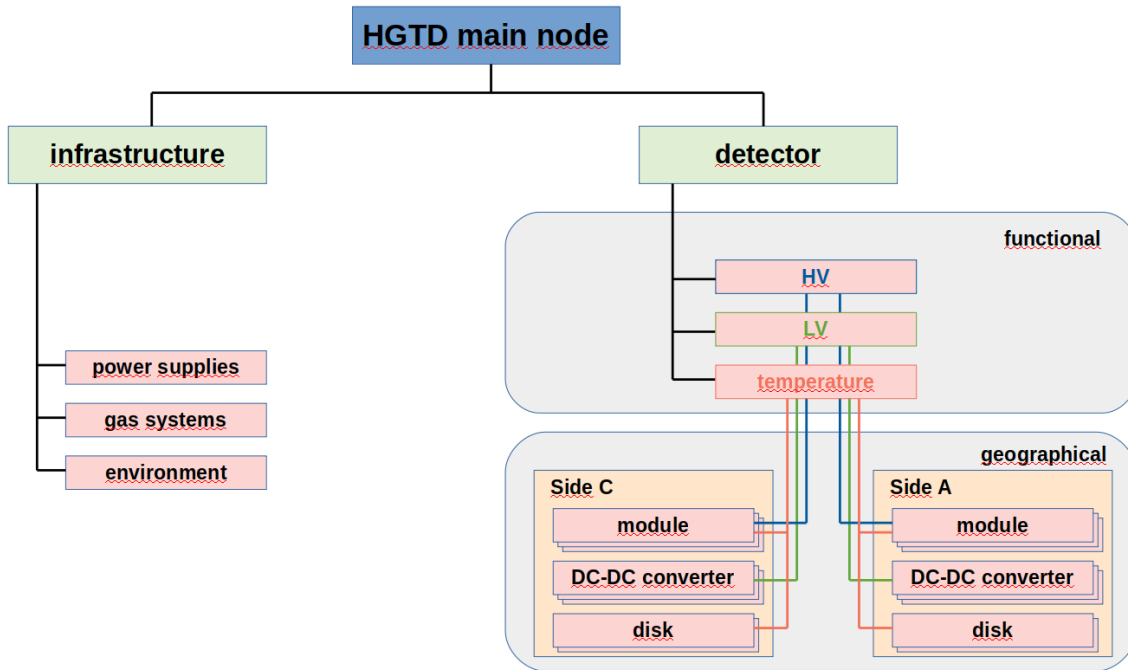 HGTD main node
infrastructure
detector
functional
HV
LV
temperature
power supplies
gas systems
environment
geographical
Side C
module
DC-DC converter
disk
Side A
module
DC-DC converter
disk